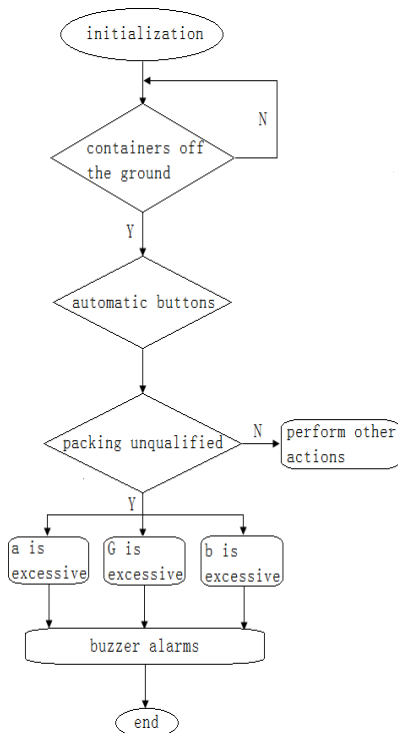 initialization
N
containers off
the ground
Y
automatic buttons
packing unqualified
N
perform other
actions
Y
a is
excessive
G is
excessive
b is
excessive
buzzer alarms
end